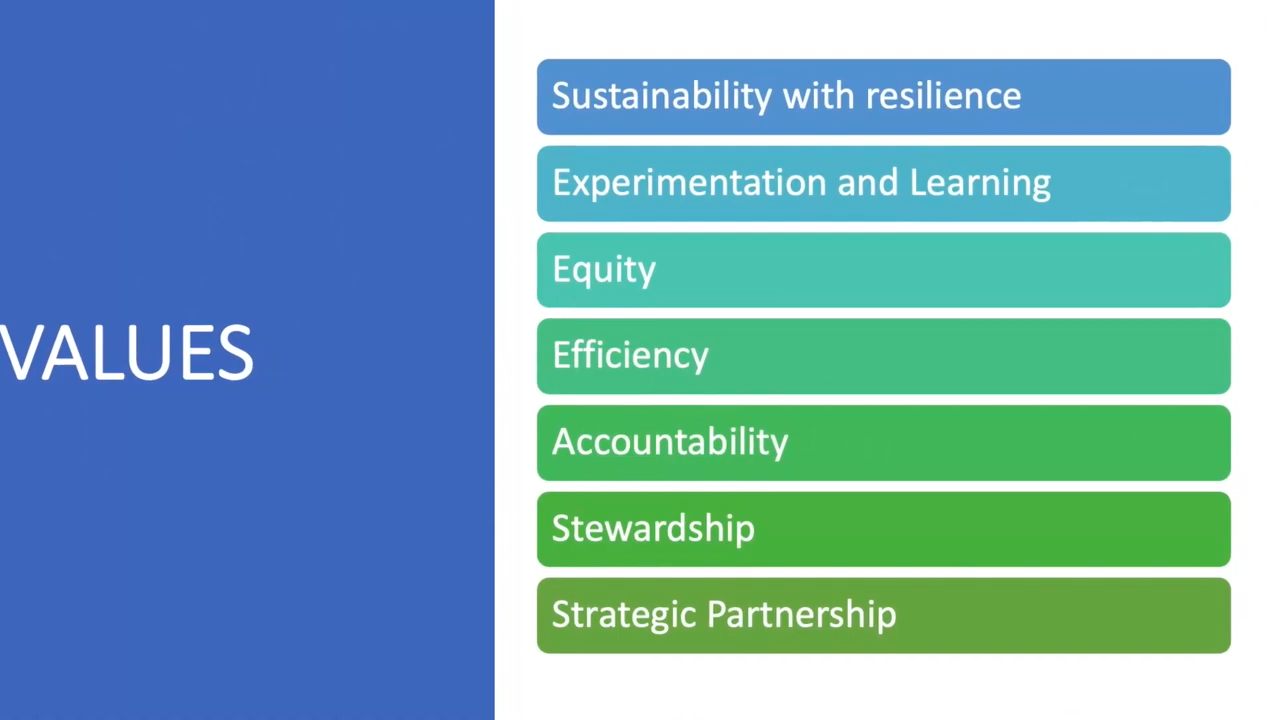 VALUES
Sustainability with resilience
Experimentation and Learning
Equity
Efficiency
Accountability
Stewardship
Strategic Partnership